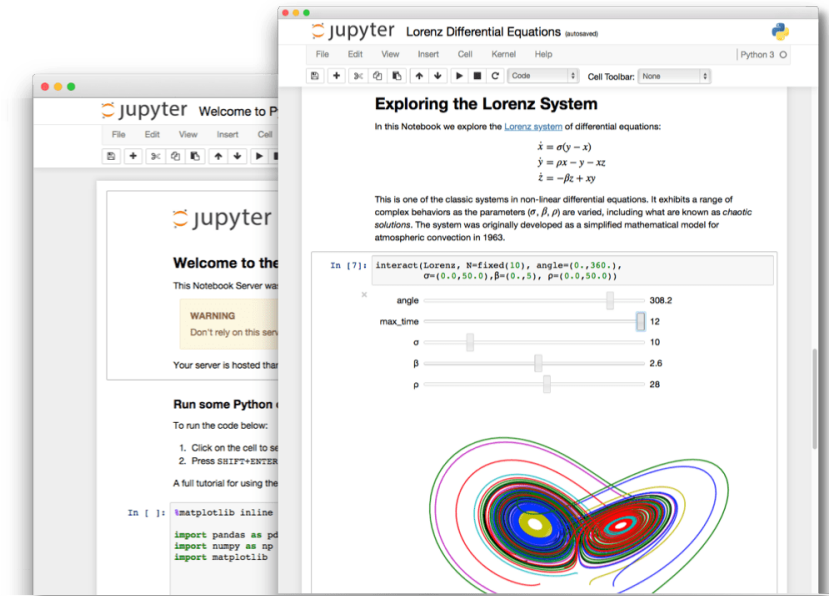 jupyter Lorenz Differential Equations (autosaved)
File Edit View Insert Cell Kernel Help Python 3
Code Cell Toolbar: None
Exploring the Lorenz System
In this Notebook we explore the Lorenz system of differential equations:
ẋ = σ(y − x)
ẏ = ρx − y − xz
ż = −βz + xy
This is one of the classic systems in non-linear differential equations. It exhibits a range of
complex behaviors as the parameters (σ, β, ρ) are varied, including what are known as chaotic
solutions. The system was originally developed as a simplified mathematical model for
atmospheric convection in 1963.
In [7]: interact(Lorenz, N=fixed(10), angle=(0.,360.),
σ=(0.0,50.0),β=(0.,5), ρ=(0.0,50.0))
angle 308.2
max_time 12
σ 10
β 2.6
ρ 28
jupyter Welcome to P
File Edit View Insert Cell
jupyter
Welcome to the
This Notebook Server was
WARNING
Don't rely on this serv
Your server is hosted than
Run some Python
To run the code below:
1. Click on the cell to se
2. Press SHIFT+ENTER
A full tutorial for using the
In [ ]: %matplotlib inline
import pandas as pd
import numpy as np
import matplotlib